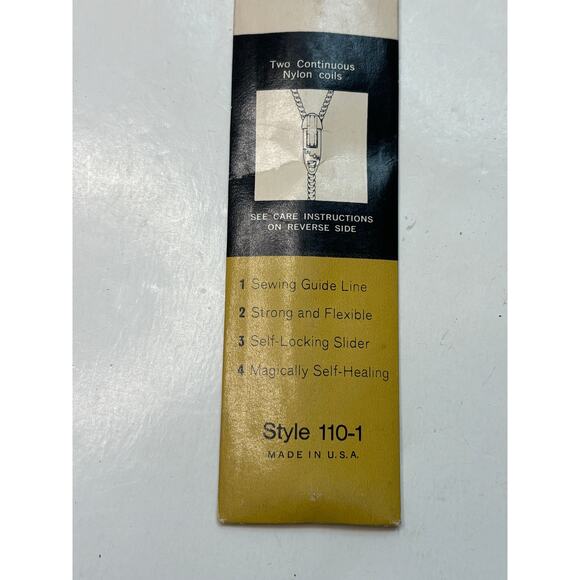 Two Continuous
Nylon coils
SEE CARE INSTRUCTIONS
ON REVERSE SIDE
1 Sewing Guide Line
2 Strong and Flexible
3 Self-Locking Slider
4 Magically Self-Healing
Style 110-1
MADE IN U.S.A.